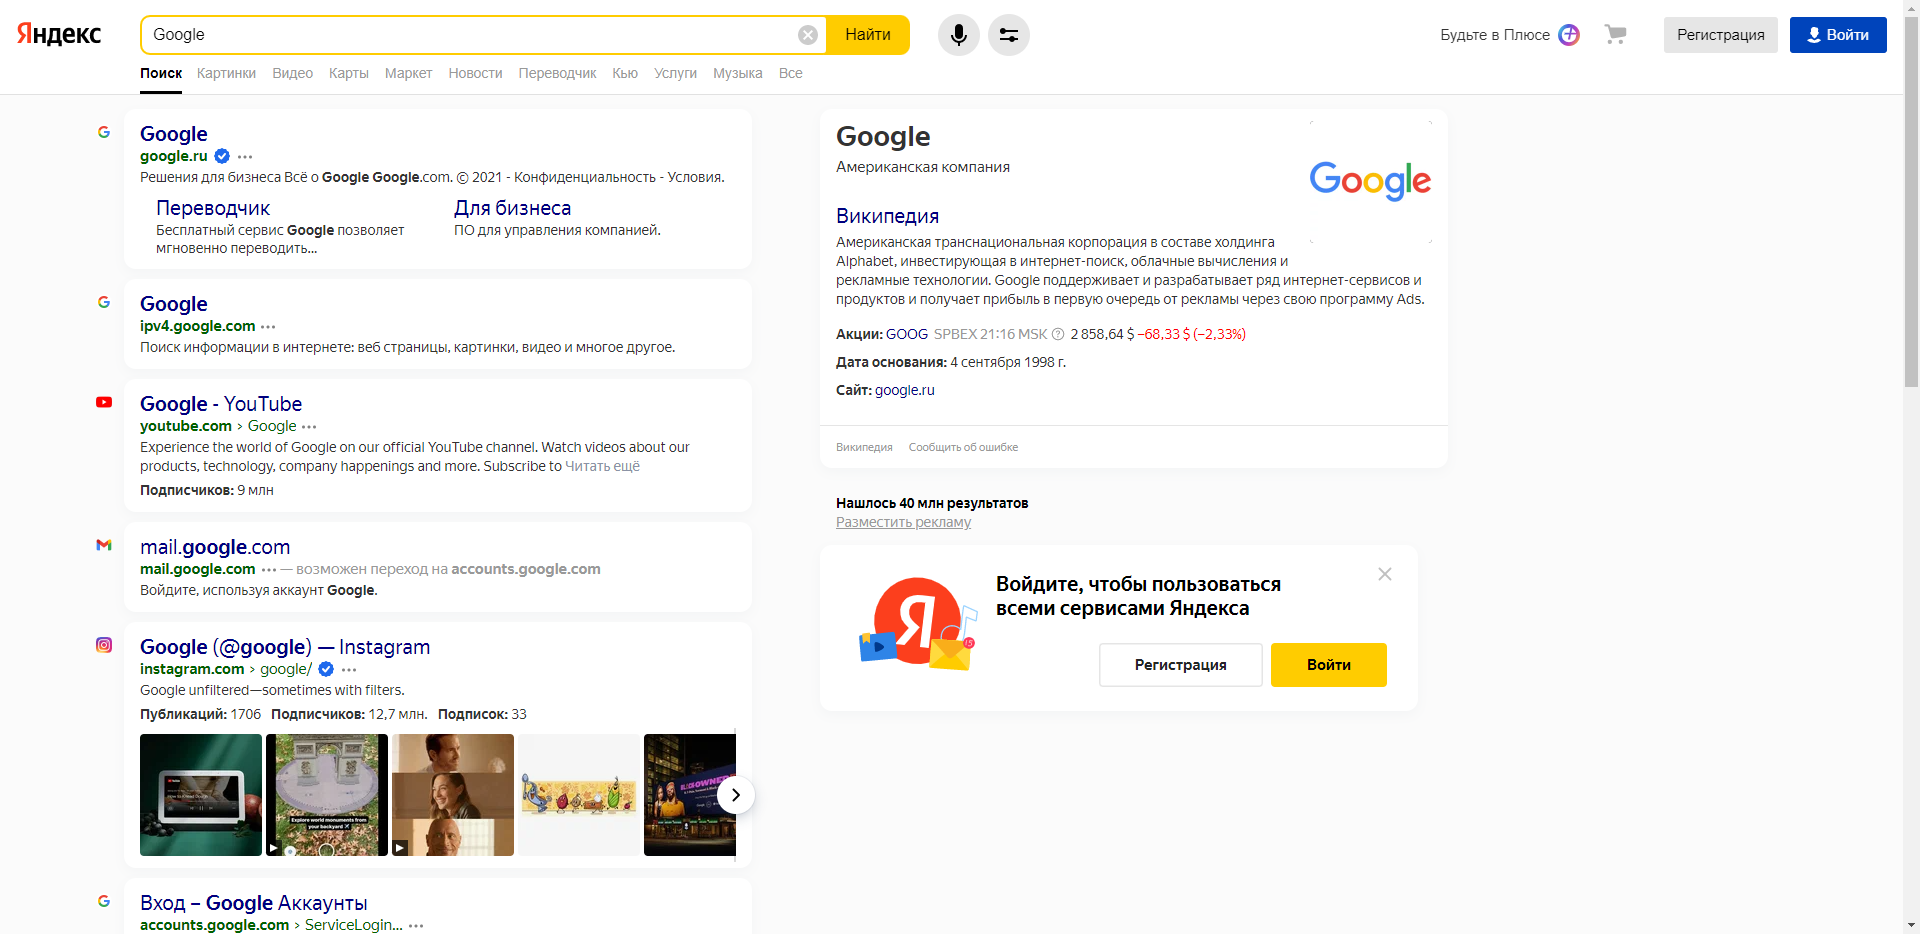 Яндекс
Google
Найти
Будьте в Плюсе
Регистрация
Войти
Поиск Картинки Видео Карты Маркет Новости Переводчик Кью Услуги Музыка Все
Google
google.ru
Решения для бизнеса Всё о Google Google.com. © 2021 - Конфиденциальность - Условия.
Переводчик
Бесплатный сервис Google позволяет
мгновенно переводить...
Для бизнеса
ПО для управления компанией.
Google
ipv4.google.com
Поиск информации в интернете: веб страницы, картинки, видео и многое другое.
Google - YouTube
youtube.com › Google
Experience the world of Google on our official YouTube channel. Watch videos about our
products, technology, company happenings and more. Subscribe to Читать ещё
Подписчиков: 9 млн
mail.google.com
mail.google.com — возможен переход на accounts.google.com
Войдите, используя аккаунт Google.
Google (@google) — Instagram
instagram.com › google/
Google unfiltered—sometimes with filters.
Публикаций: 1706 Подписчиков: 12,7 млн. Подписок: 33
Explore world monuments from
your backyard
Вход – Google Аккаунты
accounts.google.com › ServiceLogin...
Google
Американская компания
Google
Википедия
Американская транснациональная корпорация в составе холдинга
Alphabet, инвестирующая в интернет-поиск, облачные вычисления и
рекламные технологии. Google поддерживает и разрабатывает ряд интернет-сервисов и
продуктов и получает прибыль в первую очередь от рекламы через свою программу Ads.
Акции: GOOG SPBEX 21:16 MSK 2 858,64 $ −68,33 $ (−2,33%)
Дата основания: 4 сентября 1998 г.
Сайт: google.ru
Википедия Сообщить об ошибке
Нашлось 40 млн результатов
Разместить рекламу
Я
Войдите, чтобы пользоваться
всеми сервисами Яндекса
Регистрация
Войти